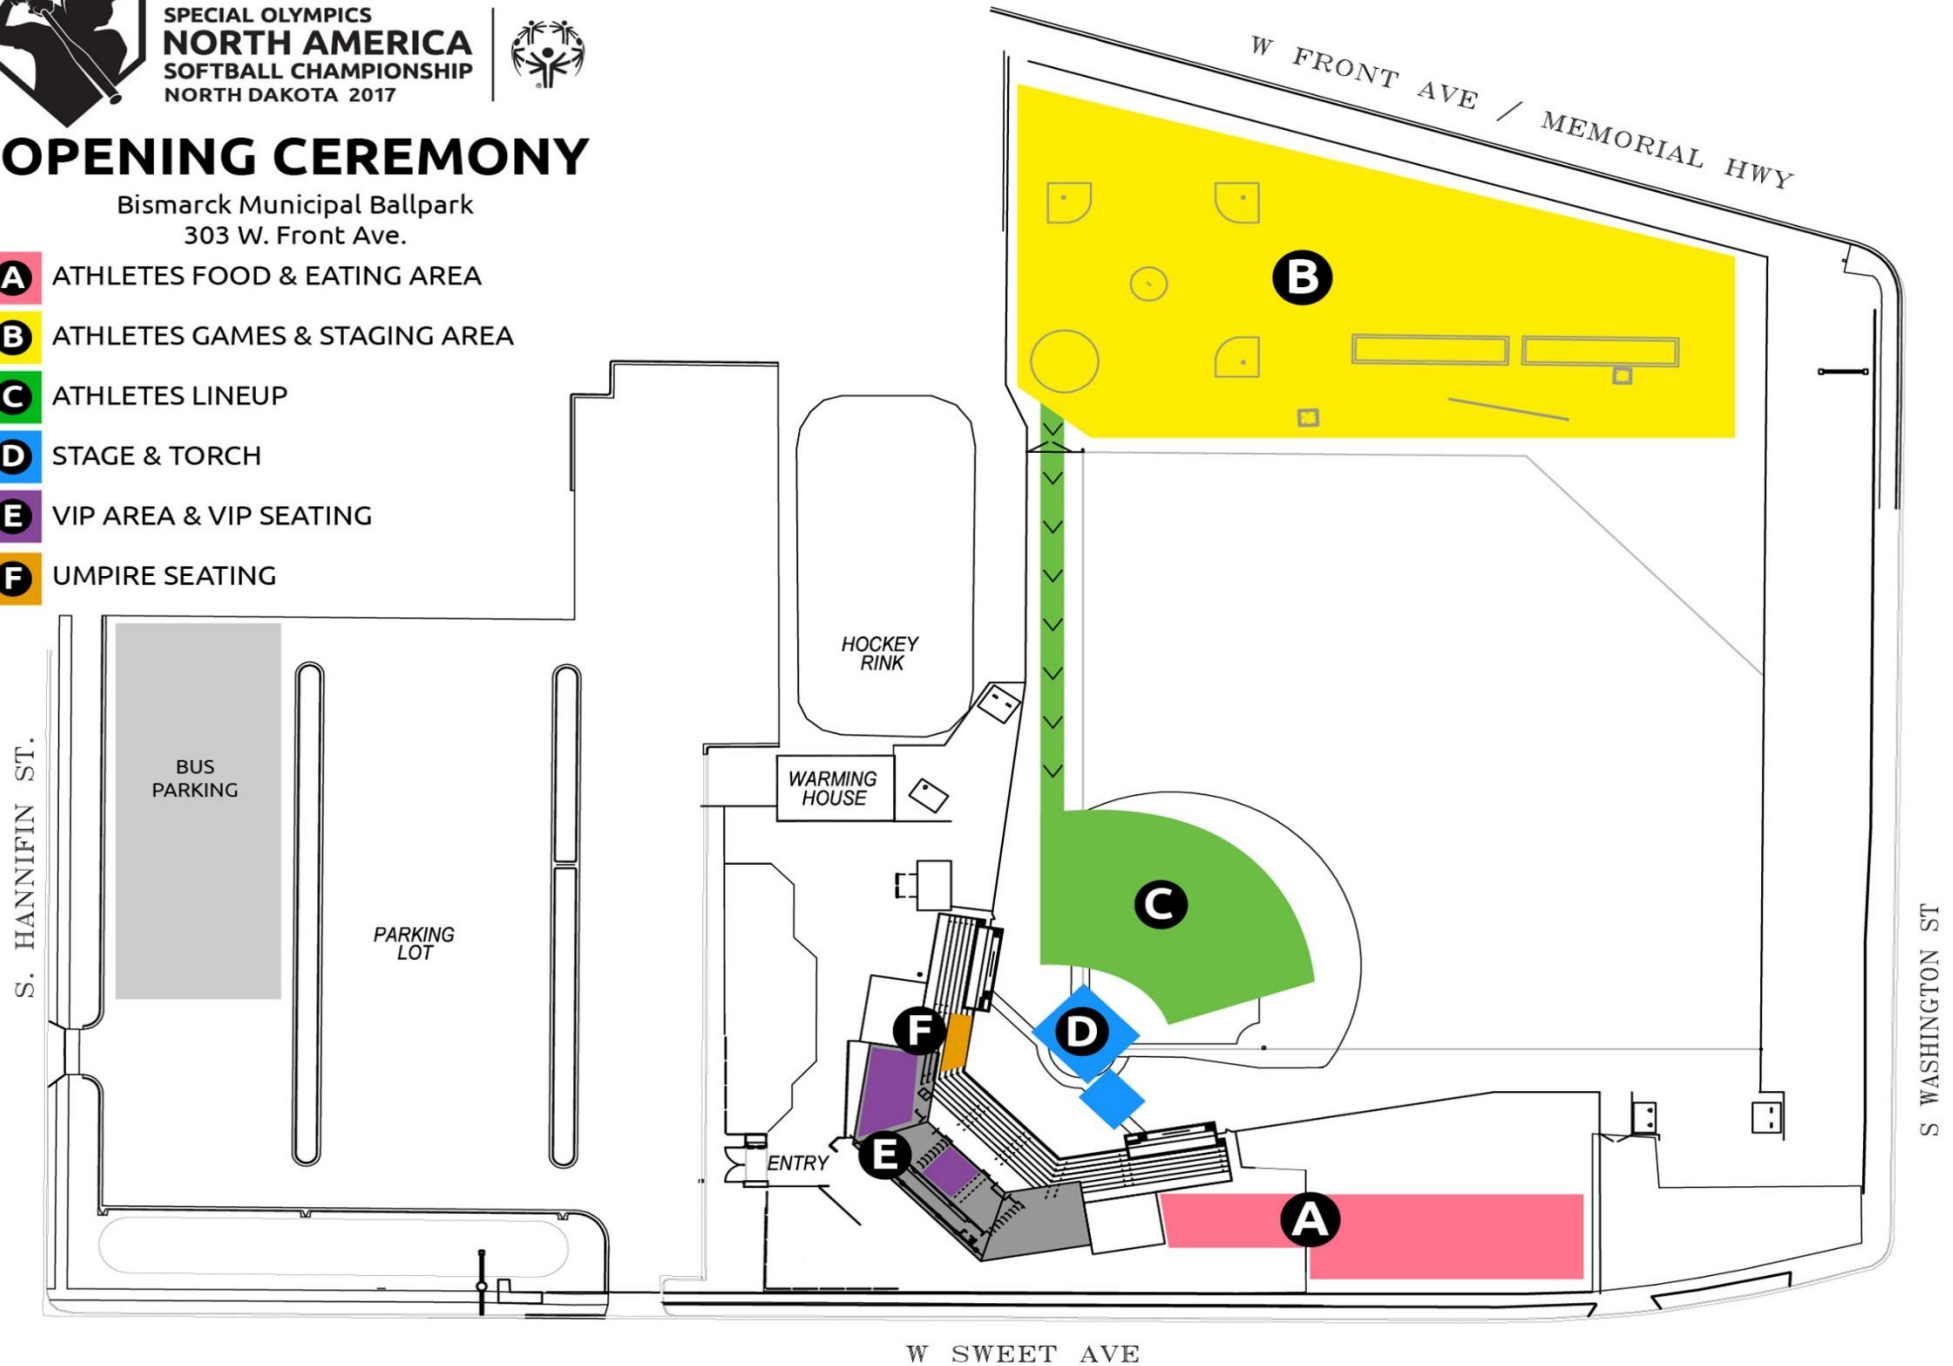 SPECIAL OLYMPICS
NORTH AMERICA
SOFTBALL CHAMPIONSHIP
NORTH DAKOTA 2017
OPENING CEREMONY
Bismarck Municipal Ballpark
303 W. Front Ave.
A ATHLETES FOOD & EATING AREA
B ATHLETES GAMES & STAGING AREA
C ATHLETES LINEUP
D STAGE & TORCH
E VIP AREA & VIP SEATING
F UMPIRE SEATING
W FRONT AVE / MEMORIAL HWY
B
HOCKEY
RINK
BUS
PARKING
WARMING
HOUSE
S. HANNIFIN ST.
PARKING
LOT
C
S WASHINGTON ST
F
D
E
ENTRY
A
W SWEET AVE